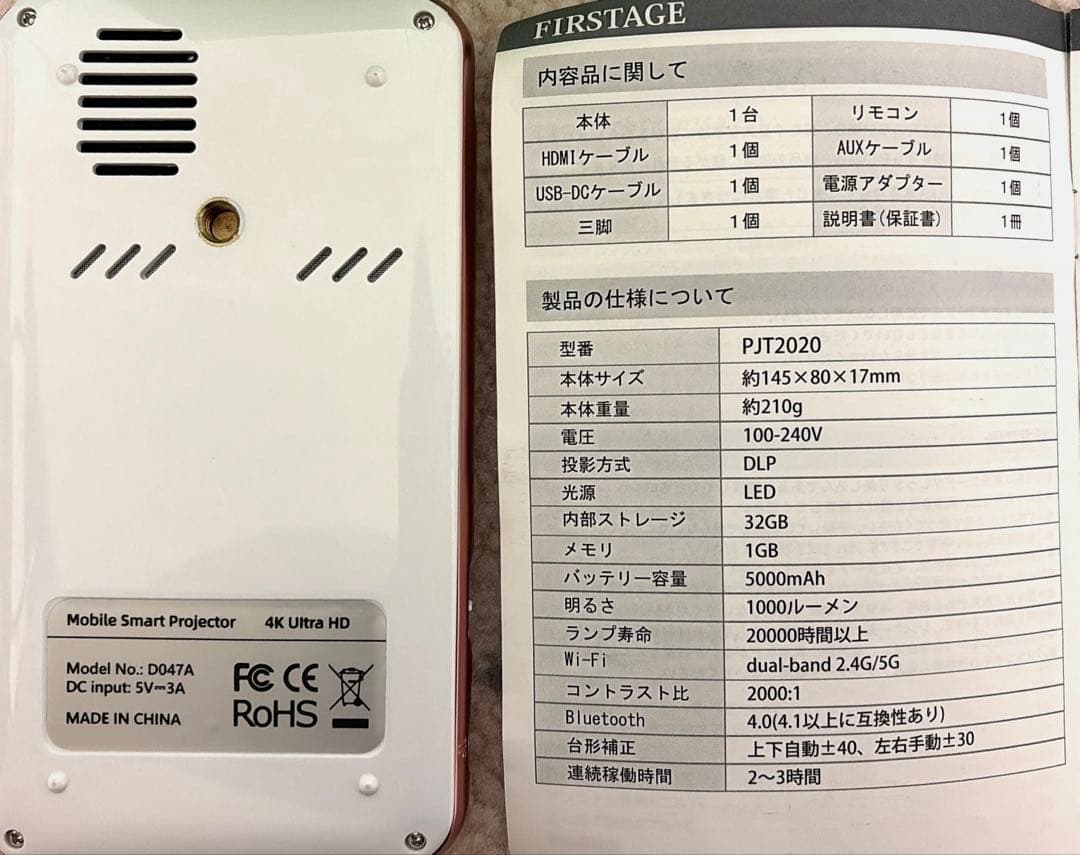 Mobile Smart Projector 4K Ultra HD
Model No.: D047A
DC input: 5V⎓3A
MADE IN CHINA
FC CE
RoHS
FIRSTAGE
内容品に関して
本体 1台 リモコン 1個
HDMIケーブル 1個 AUXケーブル 1個
USB-DCケーブル 1個 電源アダプター 1個
三脚 1個 説明書(保証書) 1冊
製品の仕様について
型番 PJT2020
本体サイズ 約145×80×17mm
本体重量 約210g
電圧 100-240V
投影方式 DLP
光源 LED
内部ストレージ 32GB
メモリ 1GB
バッテリー容量 5000mAh
明るさ 1000ルーメン
ランプ寿命 20000時間以上
Wi-Fi dual-band 2.4G/5G
コントラスト比 2000:1
Bluetooth 4.0(4.1以上に互換性あり)
台形補正 上下自動±40、左右手動±30
連続稼働時間 2～3時間